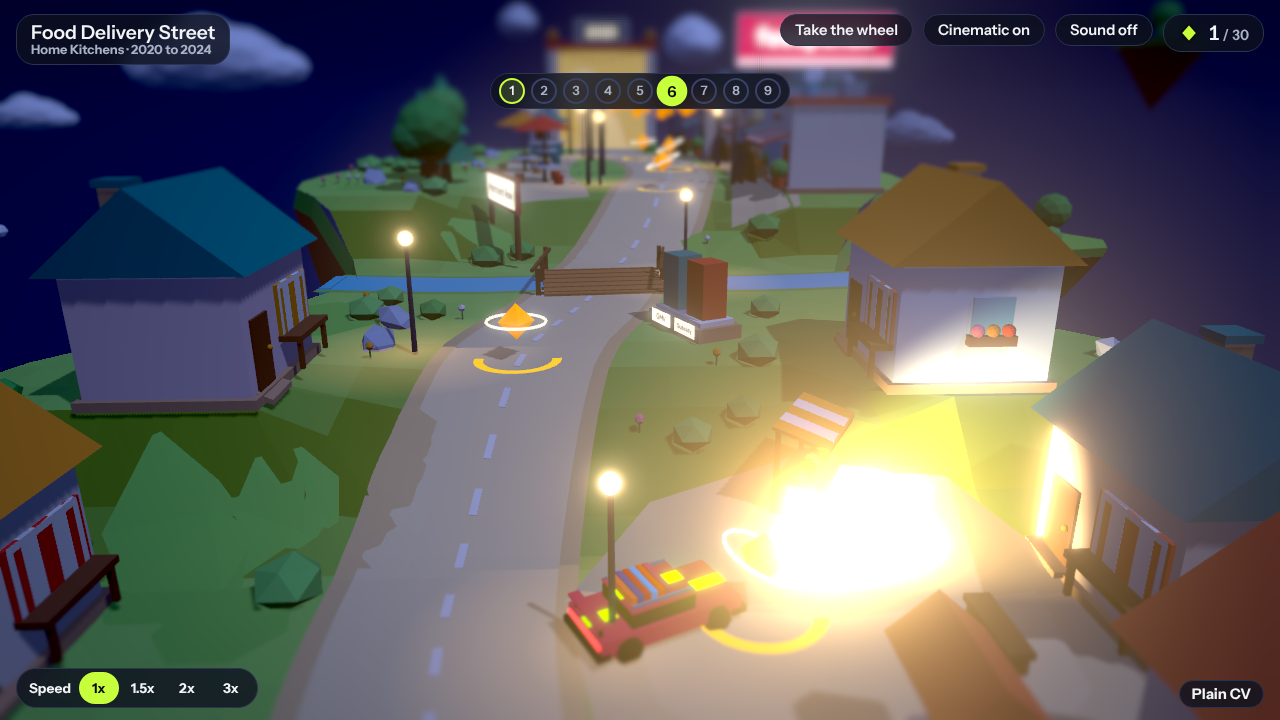 Food Delivery Street
Home Kitchens · 2020 to 2024
Take the wheel
Cinematic on
Sound off
1 / 30
1 2 3 4 5 6 7 8 9
Speed 1x 1.5x 2x 3x
Plain CV